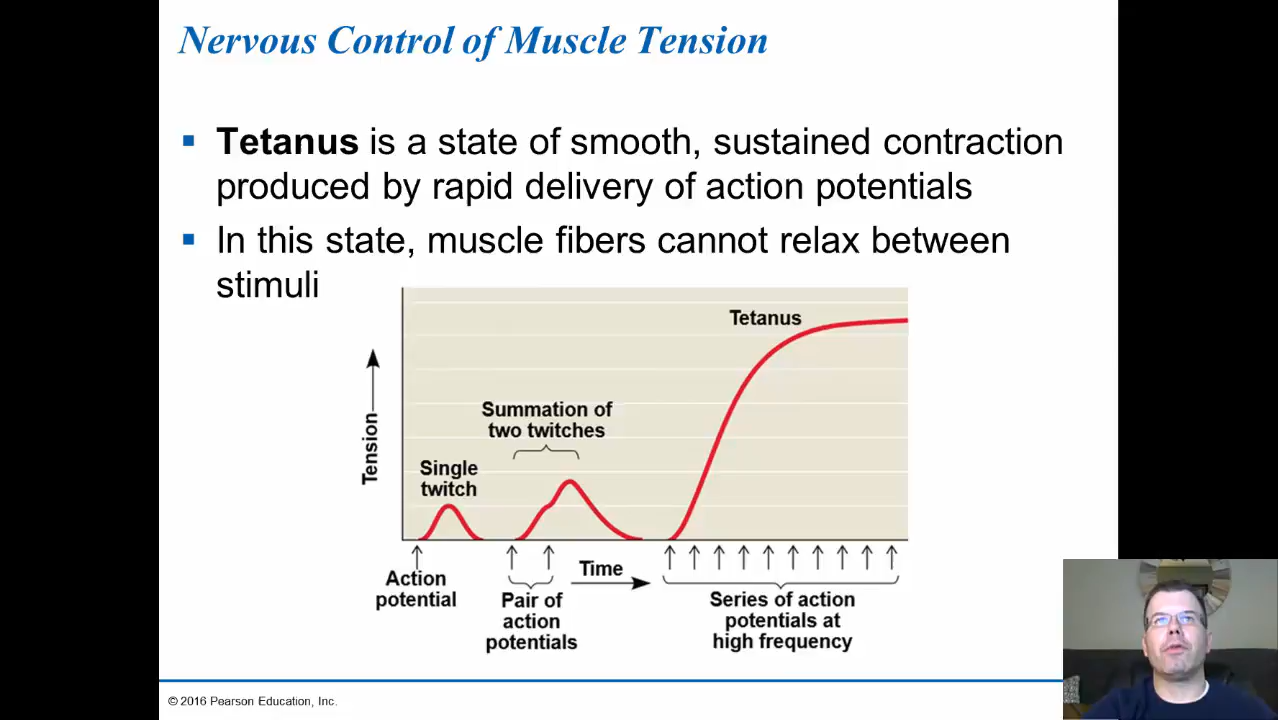 Nervous Control of Muscle Tension
Tetanus is a state of smooth, sustained contraction
produced by rapid delivery of action potentials
In this state, muscle fibers cannot relax between
stimuli
Tetanus
Summation of
two twitches
Single
twitch
Tension
Time
Action
potential
Pair of
action
potentials
Series of action
potentials at
high frequency
© 2016 Pearson Education, Inc.